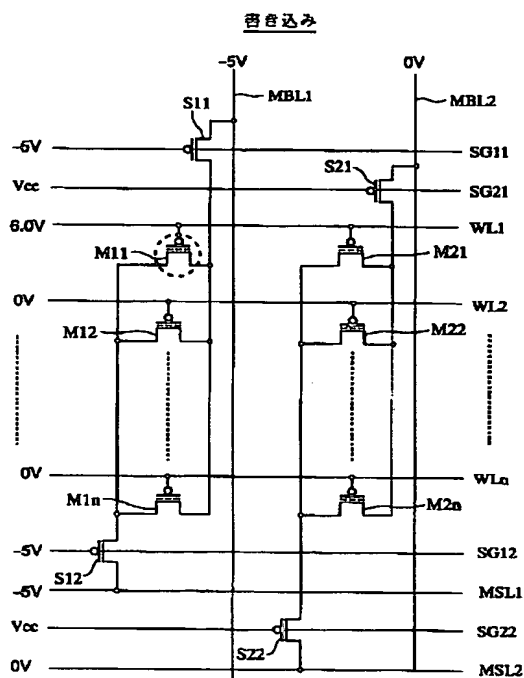 書き込み
-5V
0V
MBL1
MBL2
S11
-5V
SG11
S21
Vcc
SG21
6.0V
WL1
M11
M21
0V
WL2
M12
M22
0V
WLn
M1n
M2n
-5V
SG12
S12
-5V
MSL1
Vcc
SG22
S22
0V
MSL2